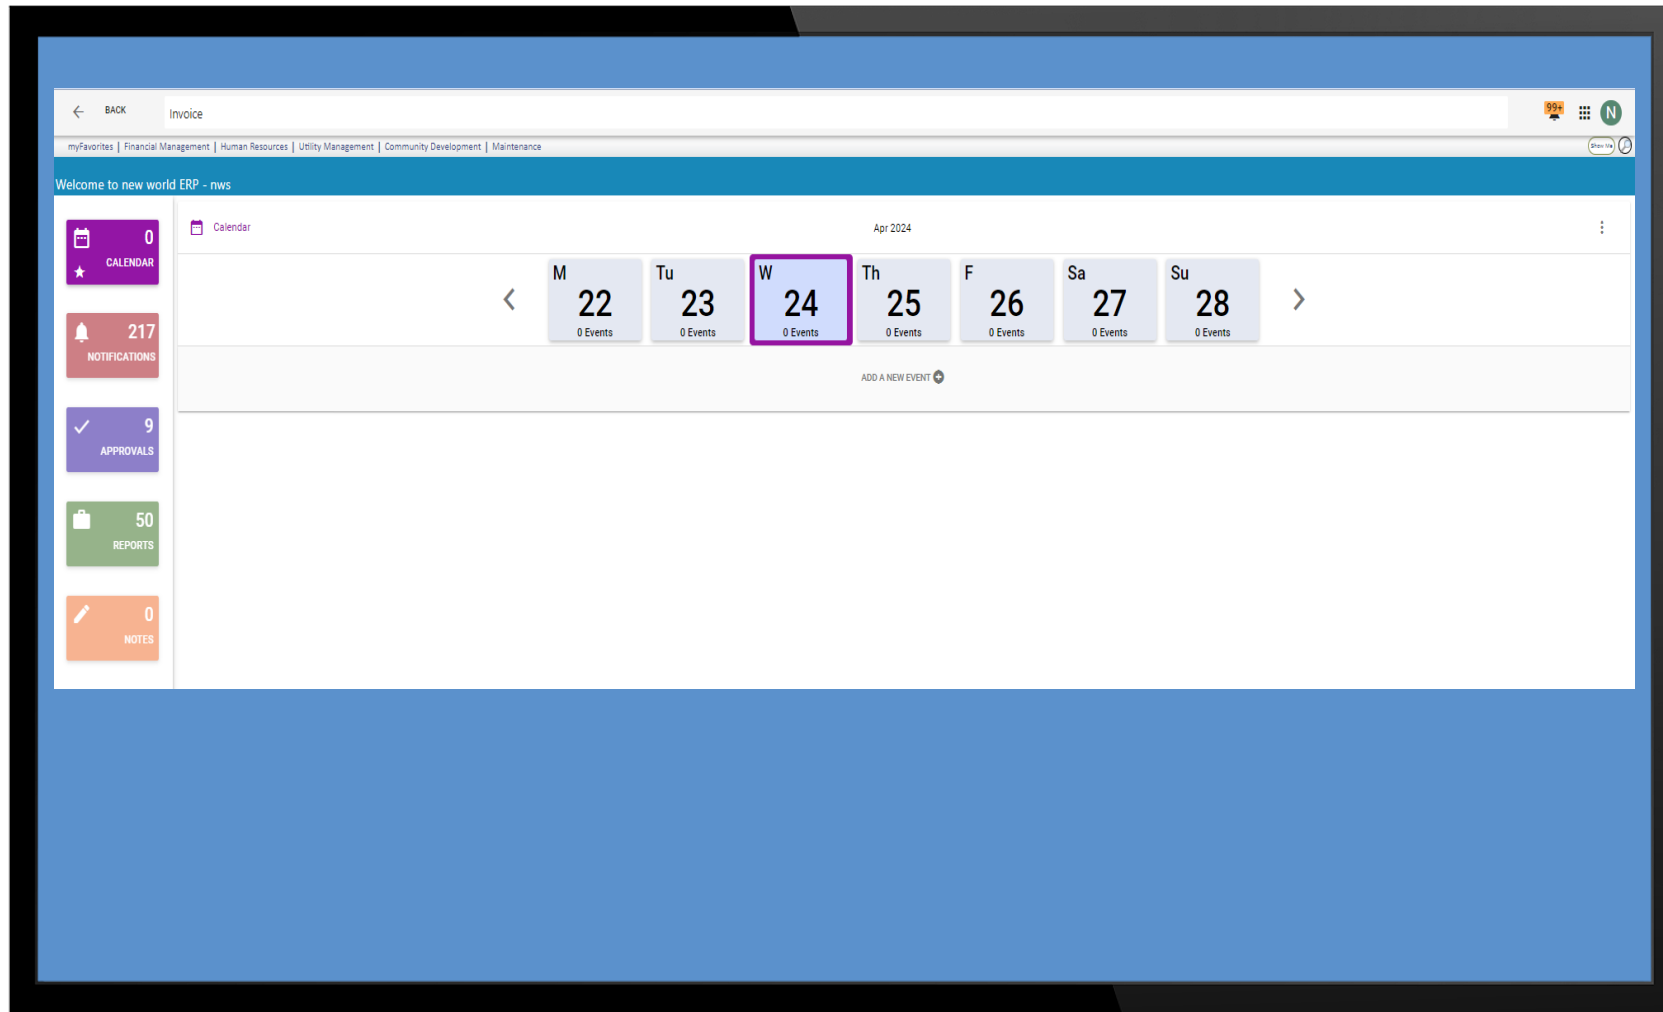 BACK
Invoice
99+
N
myFavorites | Financial Management | Human Resources | Utility Management | Community Development | Maintenance
Show Me
Welcome to new world ERP - nws
0
CALENDAR
217
NOTIFICATIONS
9
APPROVALS
50
REPORTS
0
NOTES
Calendar
Apr 2024
M Tu W Th F Sa Su
22 23 24 25 26 27 28
0 Events 0 Events 0 Events 0 Events 0 Events 0 Events 0 Events
ADD A NEW EVENT